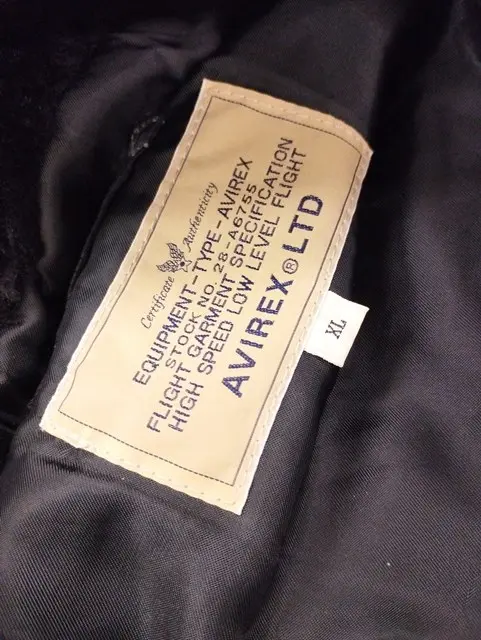 Certificate Authenticity
EQUIPMENT-TYPE-AVIREX
STOCK NO. 28-A6755
FLIGHT GARMENT SPECIFICATION
HIGH SPEED LOW LEVEL FLIGHT
AVIREX® LTD
XL